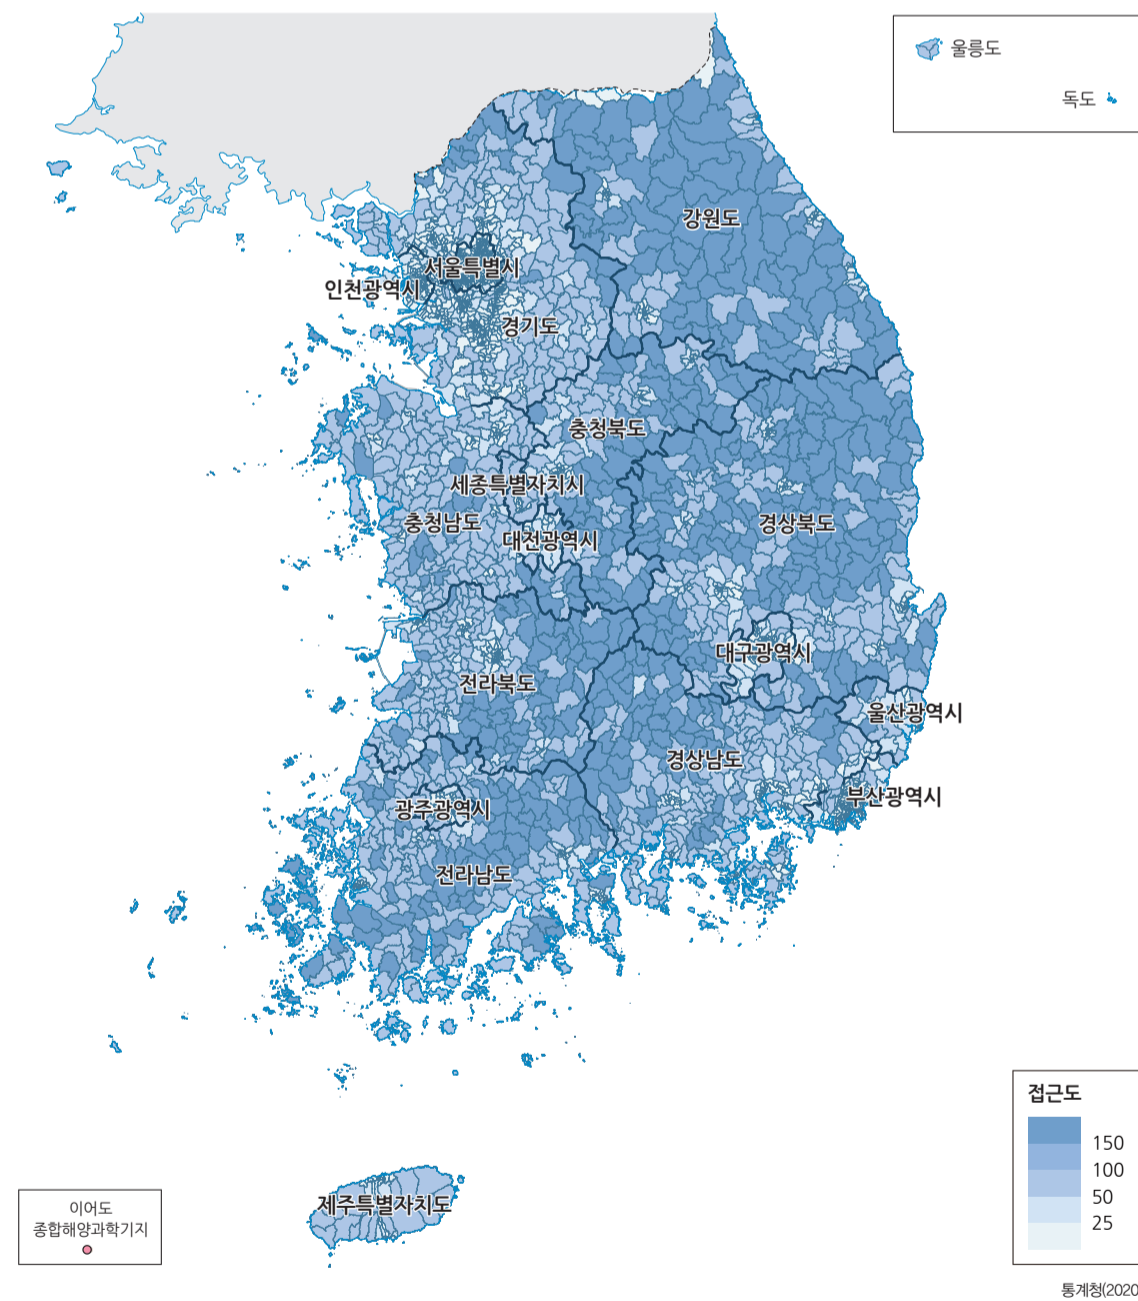 울릉도
독도
강원도
서울특별시
인천광역시
경기도
충청북도
세종특별자치시
충청남도
경상북도
대전광역시
대구광역시
전라북도
울산광역시
경상남도
부산광역시
광주광역시
전라남도
제주특별자치도
이어도
종합해양과학기지
접근도
150
100
50
25
통계청(2020